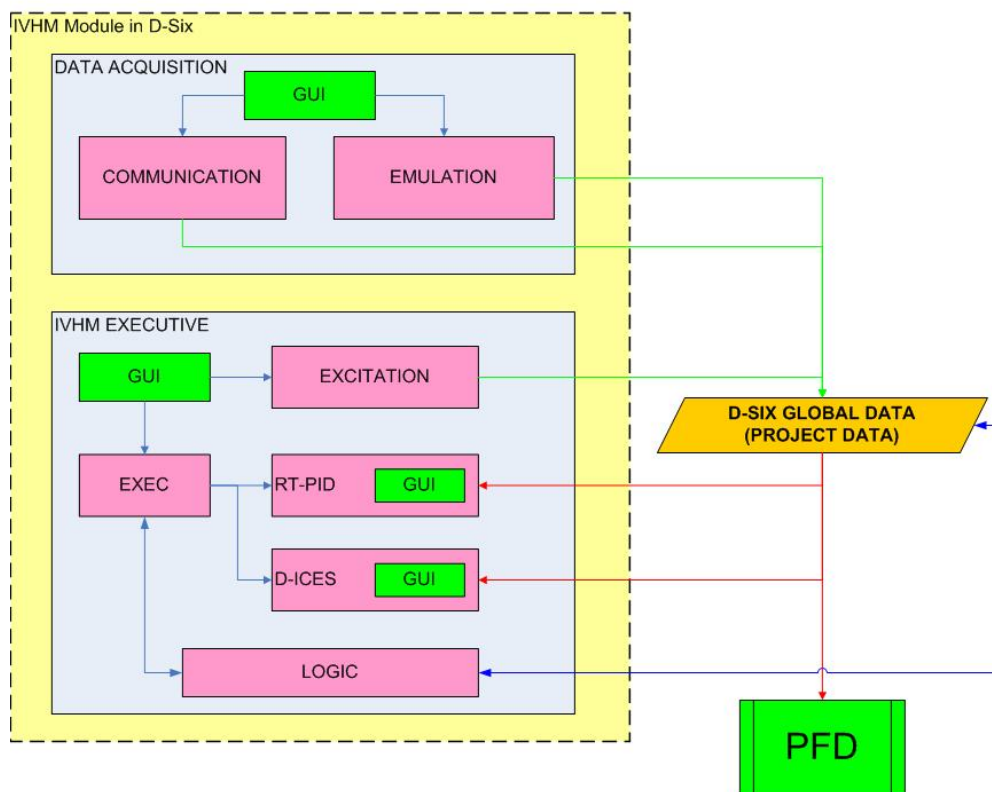 IVHM Module in D-Six
DATA ACQUISITION
GUI
COMMUNICATION
EMULATION
IVHM EXECUTIVE
GUI
EXCITATION
D-SIX GLOBAL DATA
(PROJECT DATA)
EXEC
RT-PID
GUI
D-ICES
GUI
LOGIC
PFD